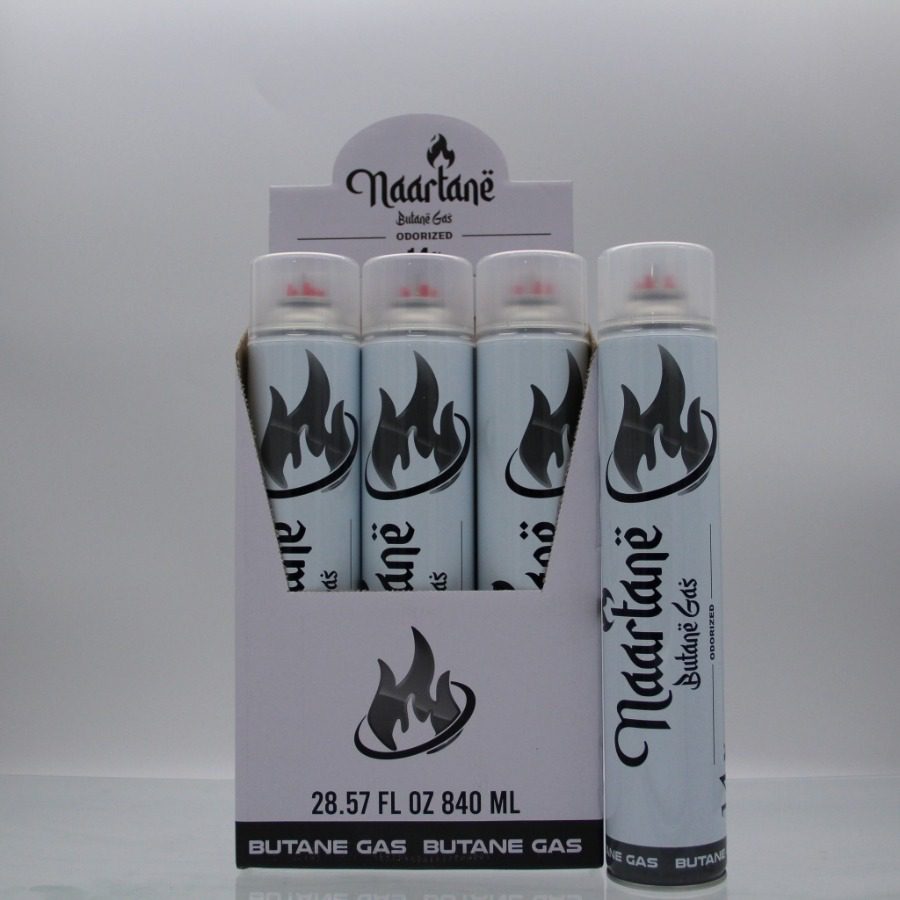 Naartanë
Butanë Gas
ODORIZED
Naartanë
Butanë Gas
ODORIZED
28.57 FL OZ 840 ML
BUTANE GAS BUTANE GAS
GAS BUTANE